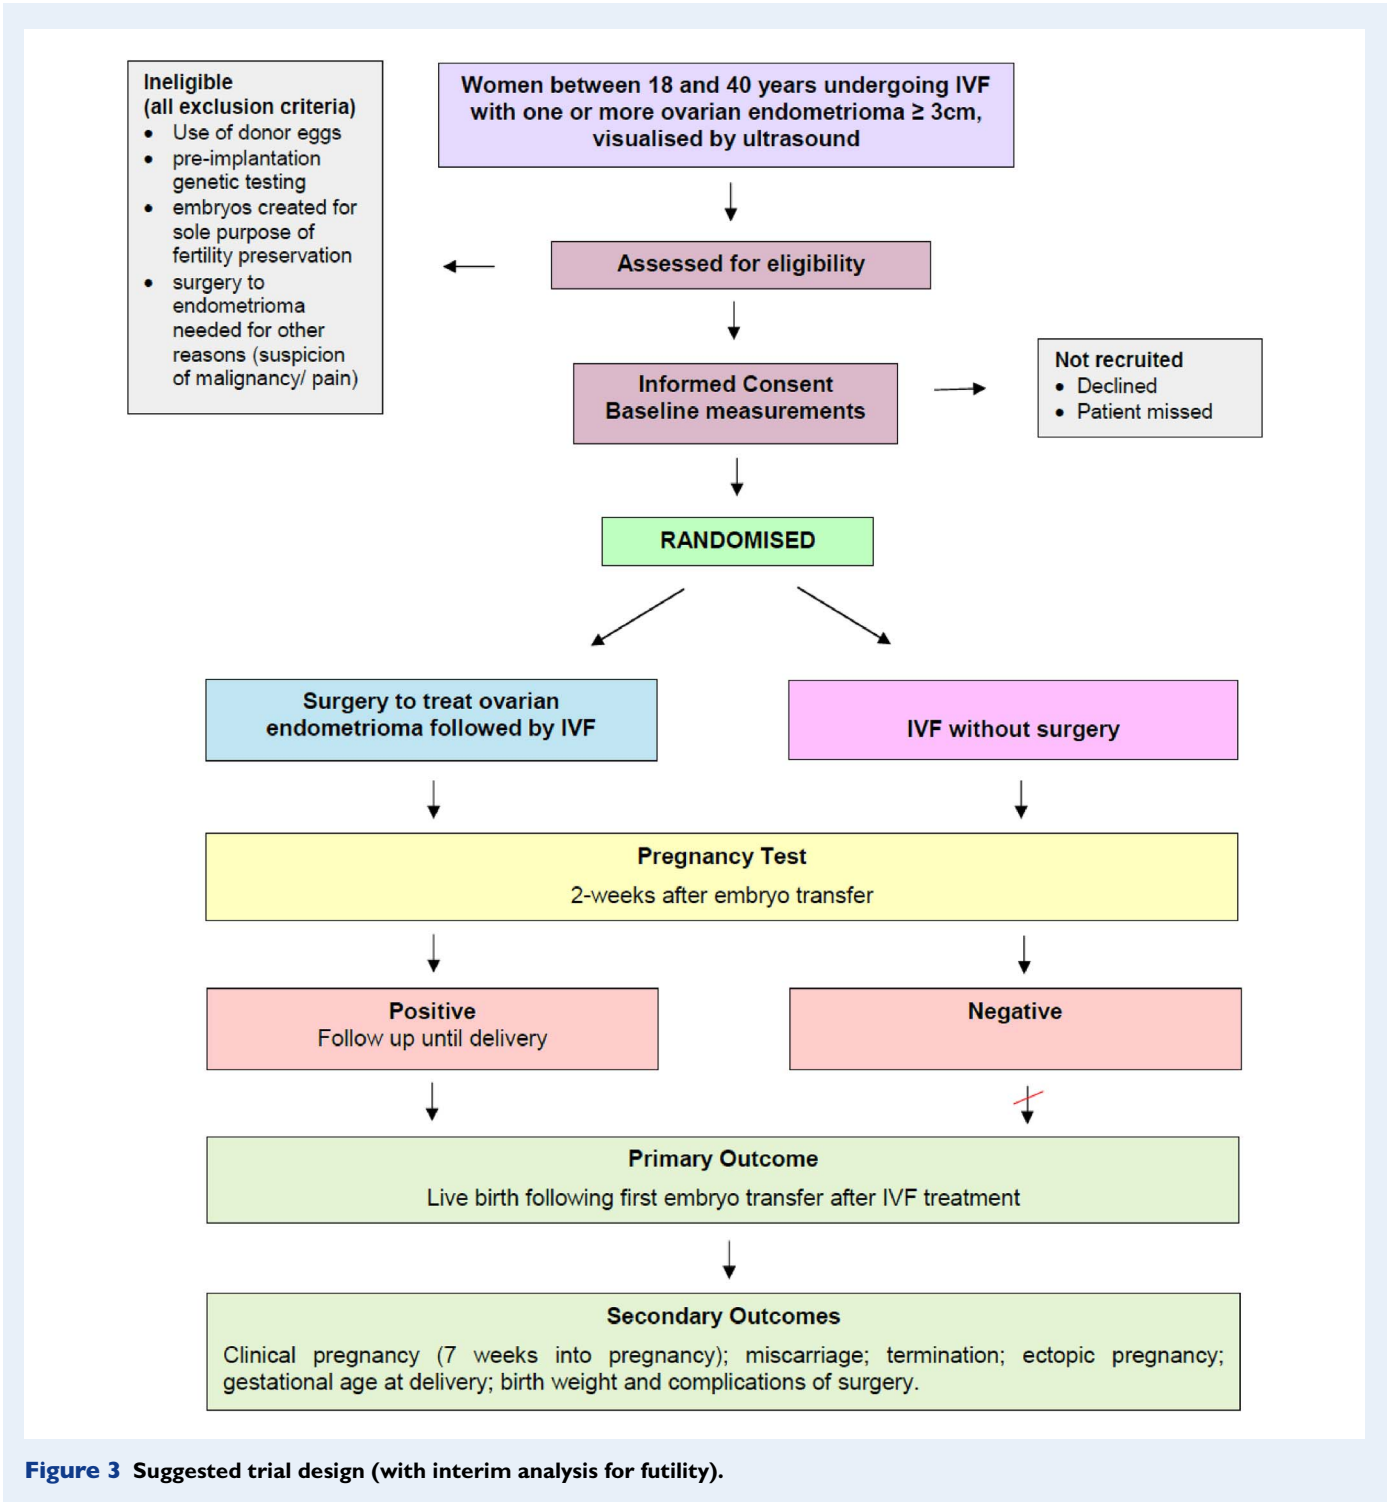 Ineligible
(all exclusion criteria)
• Use of donor eggs
• pre-implantation
genetic testing
• embryos created for
sole purpose of
fertility preservation
• surgery to
endometrioma
needed for other
reasons (suspicion
of malignancy/ pain)
Women between 18 and 40 years undergoing IVF
with one or more ovarian endometrioma ≥ 3cm,
visualised by ultrasound
Assessed for eligibility
Informed Consent
Baseline measurements
Not recruited
• Declined
• Patient missed
RANDOMISED
Surgery to treat ovarian
endometrioma followed by IVF
IVF without surgery
Pregnancy Test
2-weeks after embryo transfer
Positive
Follow up until delivery
Negative
Primary Outcome
Live birth following first embryo transfer after IVF treatment
Secondary Outcomes
Clinical pregnancy (7 weeks into pregnancy); miscarriage; termination; ectopic pregnancy;
gestational age at delivery; birth weight and complications of surgery.
Figure 3 Suggested trial design (with interim analysis for futility).